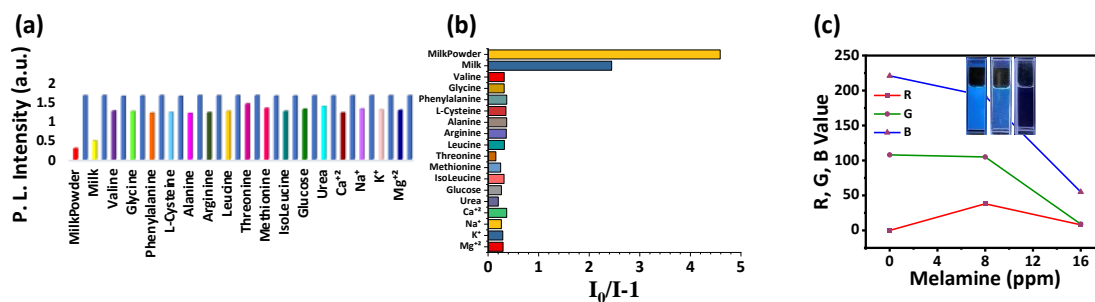 (a)
P. L. Intensity (a.u.)
2
1.5
1
0.5
0
MilkPowder
Milk
Valine
Glycine
Phenylalanine
L-Cysteine
Alanine
Arginine
Leucine
Threonine
Methionine
Isoleucine
Glucose
Urea
Ca⁺²
Na⁺
K⁺
Mg⁺²
(b)
MilkPowder
Milk
Valine
Glycine
Phenylalanine
L-Cysteine
Alanine
Arginine
Leucine
Threonine
Methionine
IsoLeucine
Glucose
Urea
Ca⁺²
Na⁺
K⁺
Mg⁺²
0 1 2 3 4 5
I₀/I-1
(c)
R, G, B Value
250
200
150
100
50
0
R
G
B
0 8 16
Melamine (ppm)